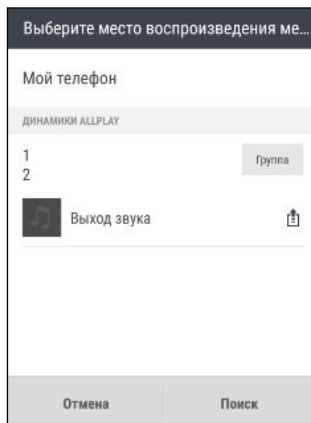 Выберите место воспроизведения ме...
Мой телефон
ДИНАМИКИ ALLPLAY
1
Группа
2
Выход звука
Отмена
Поиск